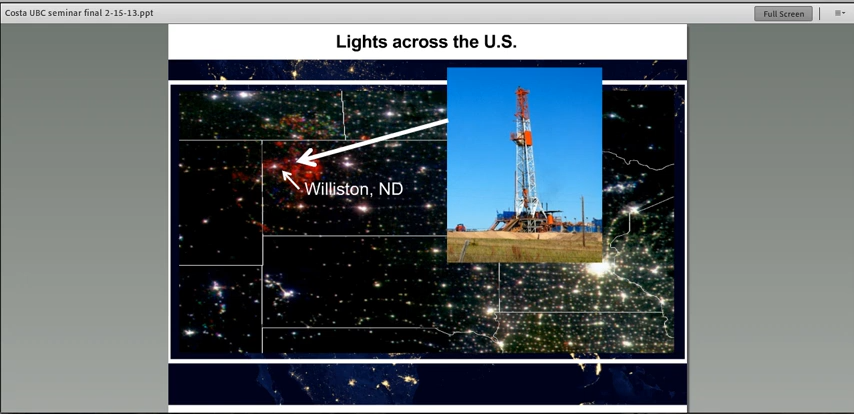 Costa UBC seminar final 2-15-13.ppt
Full Screen
Lights across the U.S.
Williston, ND